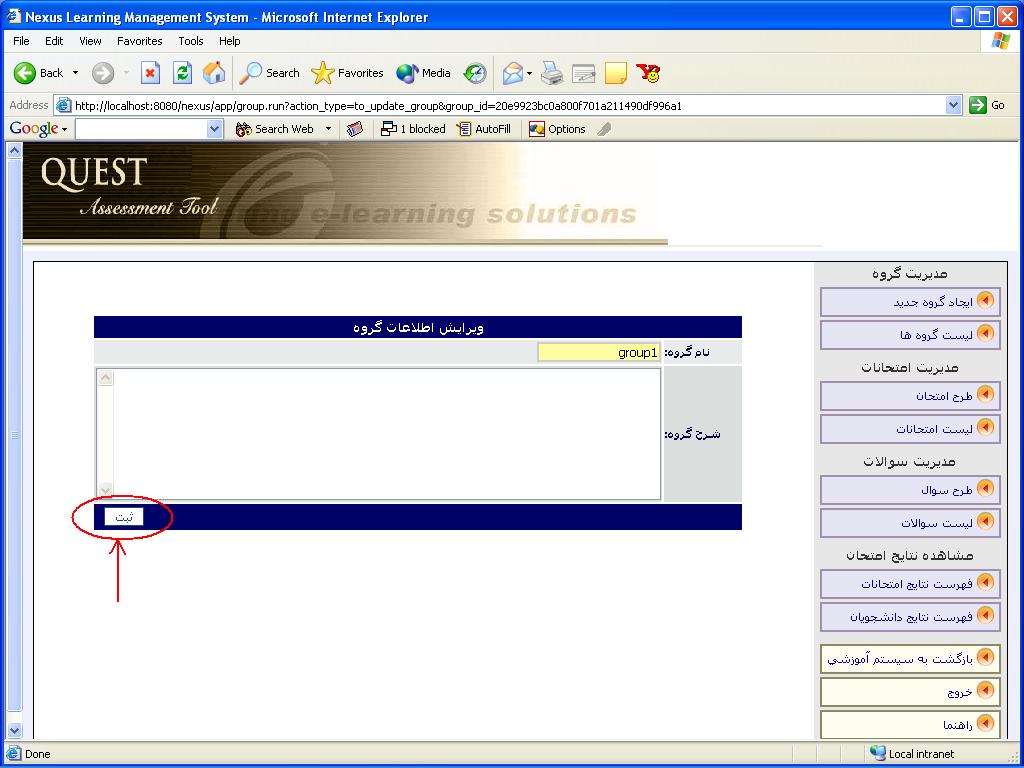 Nexus Learning Management System - Microsoft Internet Explorer
File Edit View Favorites Tools Help
Back Search Favorites Media
Address http://localhost:8080/nexus/app/group.run?action_type=to_update_group&group_id=20e9923bc0a800f701a211490df996a1 Go
Google Search Web 1 blocked AutoFill Options
QUEST
Assessment Tool
e-learning solutions
مدیریت گروه
ایجاد گروه جدید
لیست گروه ها
مدیریت امتحانات
طرح امتحان
لیست امتحانات
مدیریت سوالات
طرح سوال
لیست سوالات
مشاهده نتایج امتحان
فهرست نتایج امتحانات
فهرست نتایج دانشجویان
بازگشت به سیستم آموزشی
خروج
راهنما
ویرایش اطلاعات گروه
نام گروه: group1
شرح گروه:
ثبت
Done Local intranet